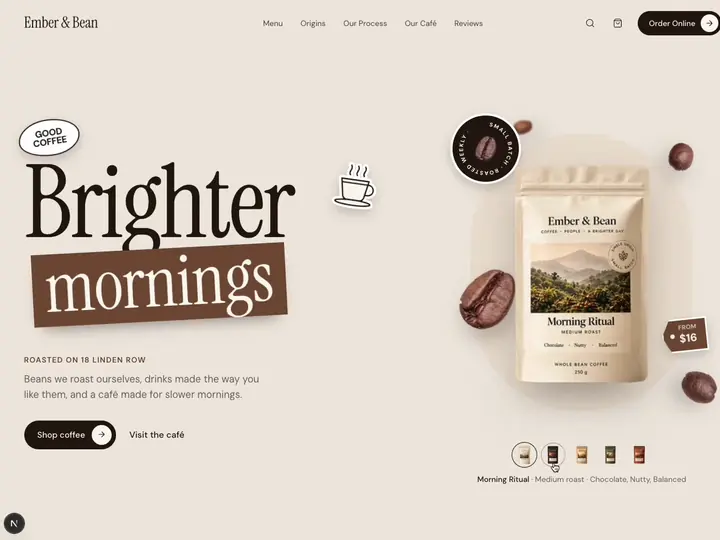 Ember & Bean
Menu
Origins
Our Process
Our Café
Reviews
Order Online
GOOD
COFFEE
Brighter
mornings
ROASTED ON 18 LINDEN ROW
Beans we roast ourselves, drinks made the way you
like them, and a café made for slower mornings.
Shop coffee
Visit the café
SMALL BATCH · ROASTED WEEKLY ·
Ember & Bean
COFFEE · PEOPLE · A BRIGHTER DAY
Morning Ritual
MEDIUM ROAST
Chocolate · Nutty · Balanced
WHOLE BEAN COFFEE
250 g
FROM
$16
Morning Ritual · Medium roast · Chocolate, Nutty, Balanced
N